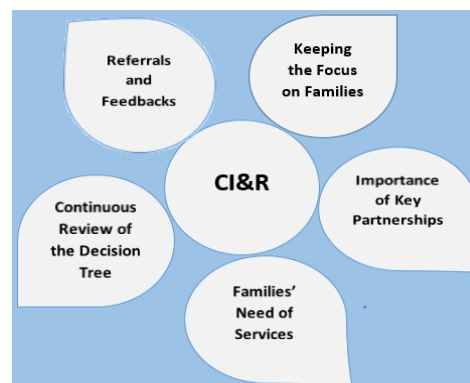 Referrals
and
Feedbacks
Keeping
the Focus
on Families
CI&R
Importance
of Key
Partnerships
Continuous
Review of
the Decision
Tree
Families'
Need of
Services